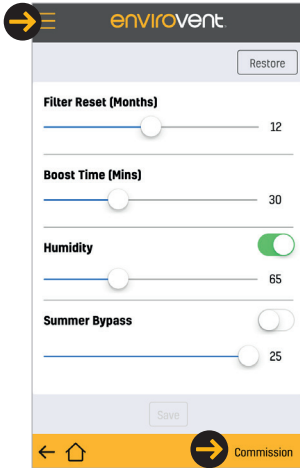 envirovent.
Restore
Filter Reset (Months)
12
Boost Time (Mins)
30
Humidity
65
Summer Bypass
25
Save
Commission